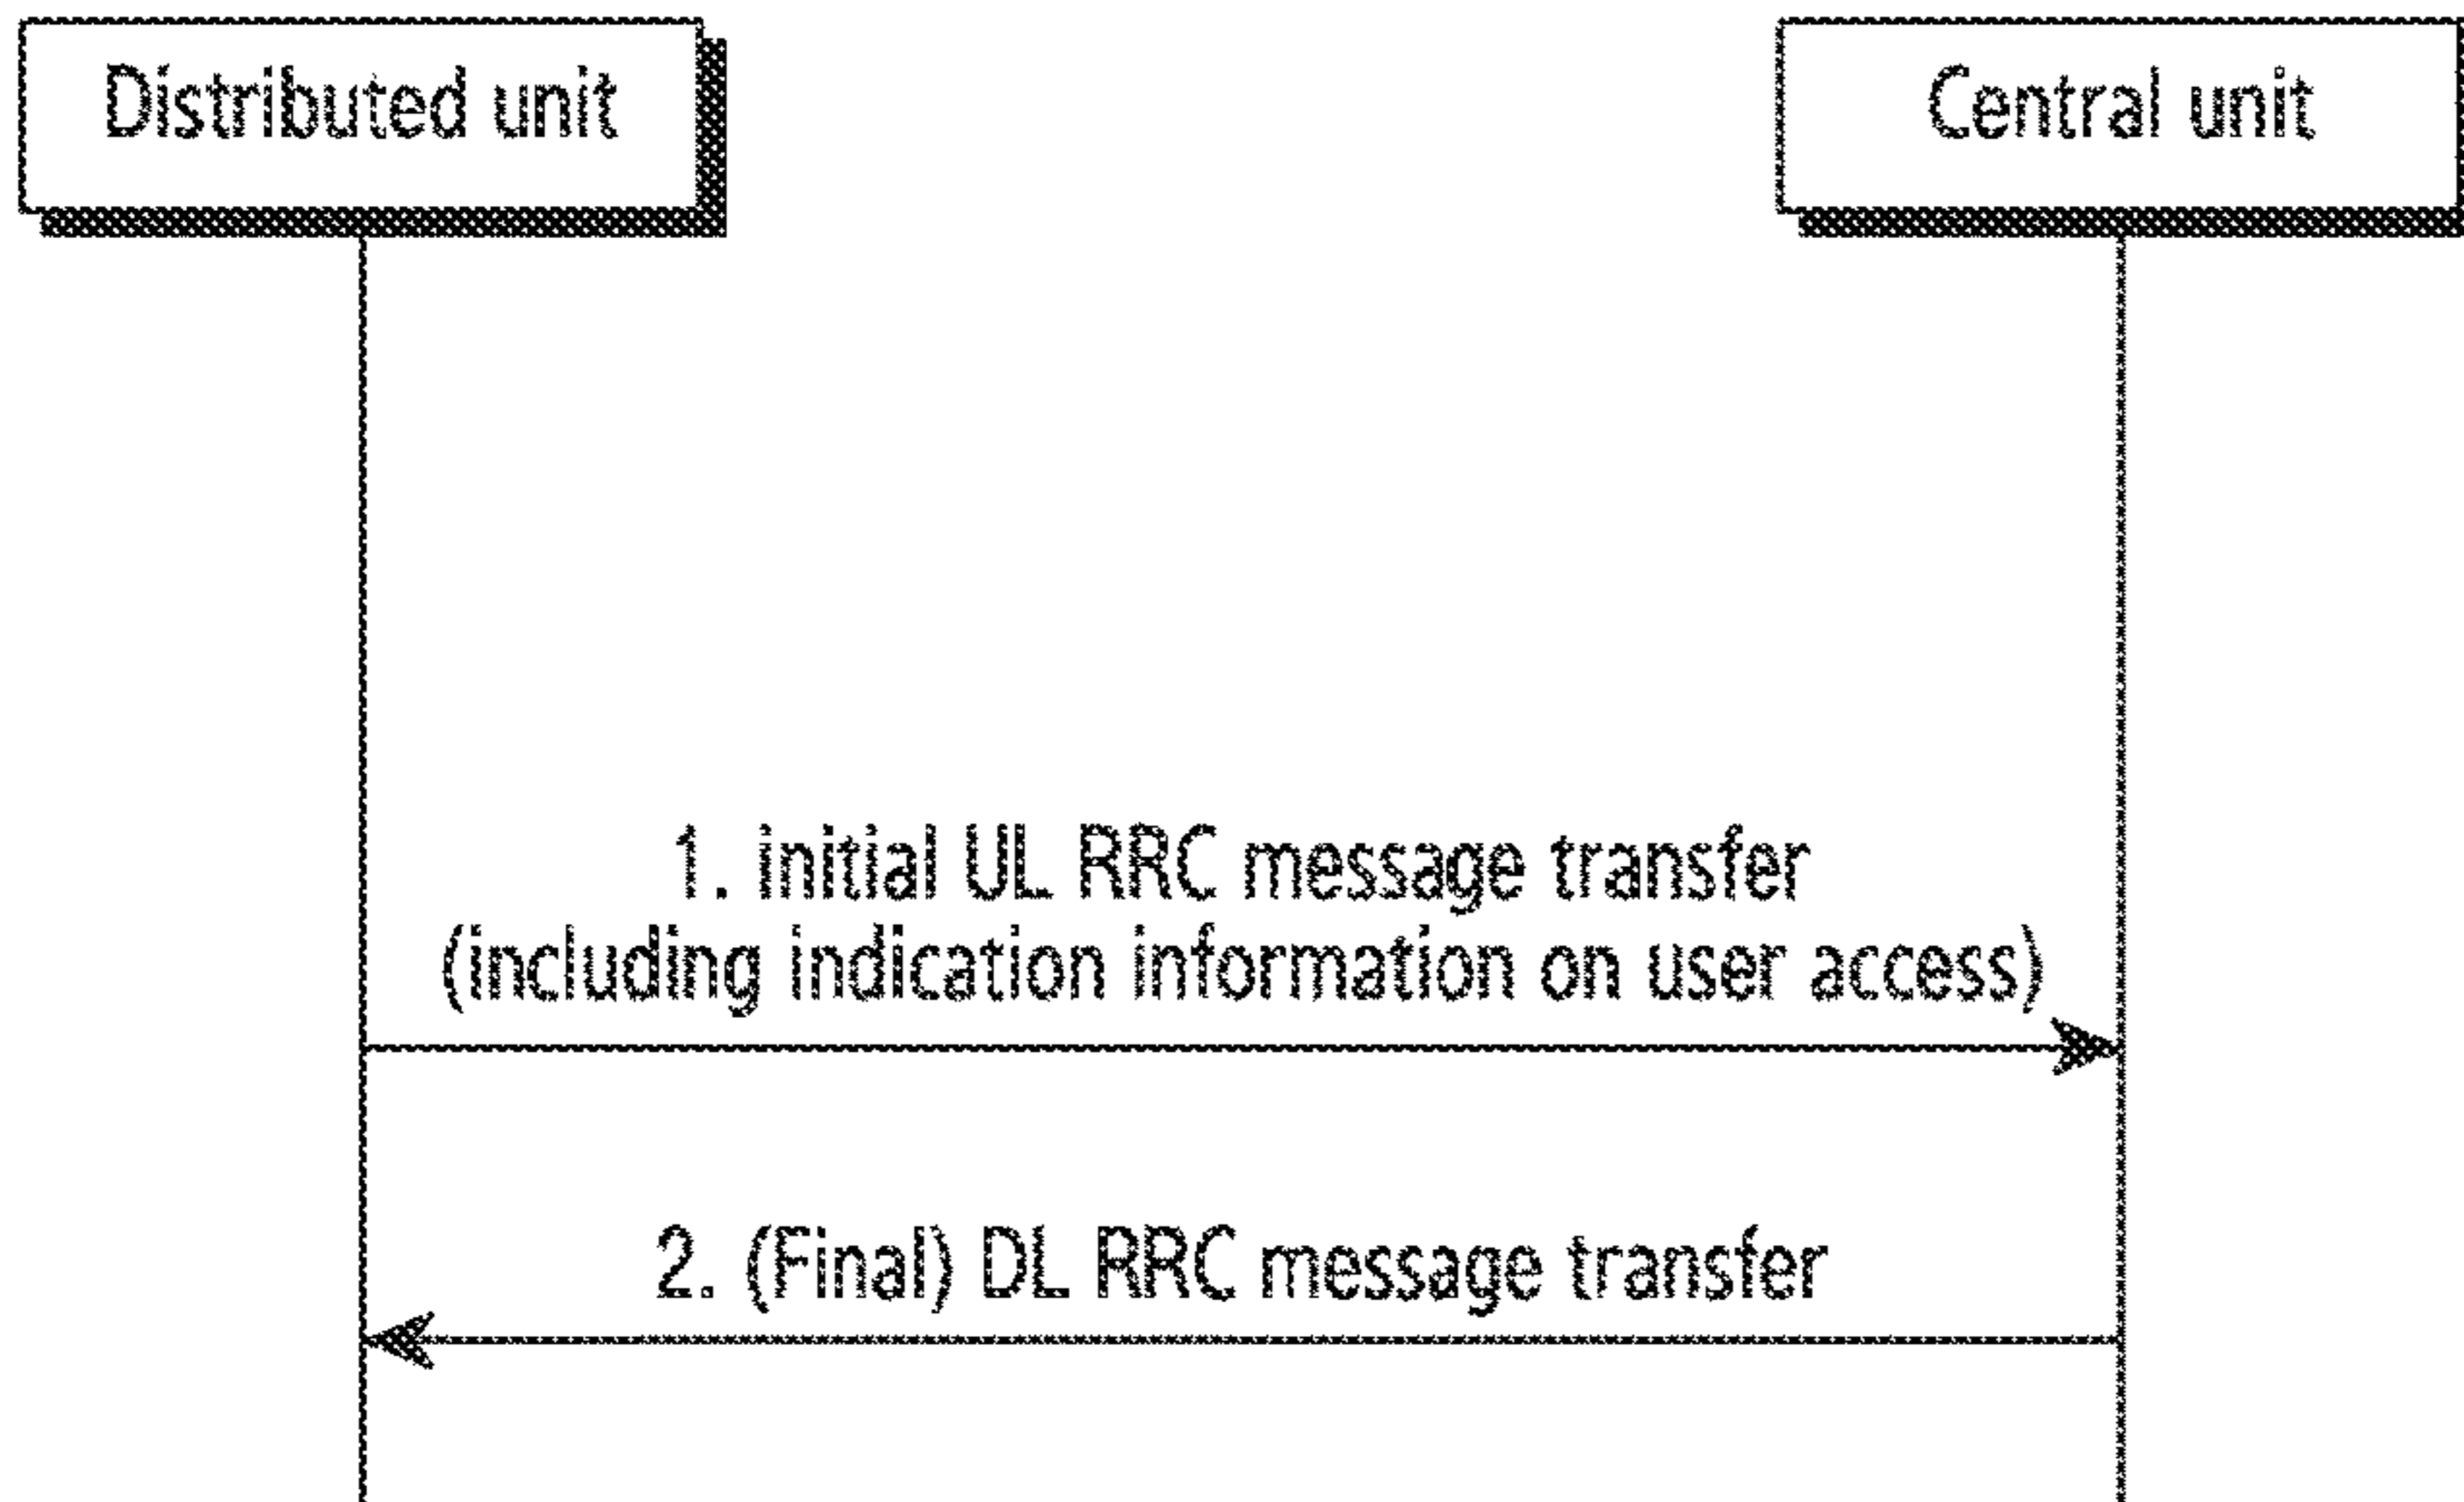 Distributed unit
Central unit
1. initial UL RRC message transfer
(including indication information on user access)
2. (Final) DL RRC message transfer